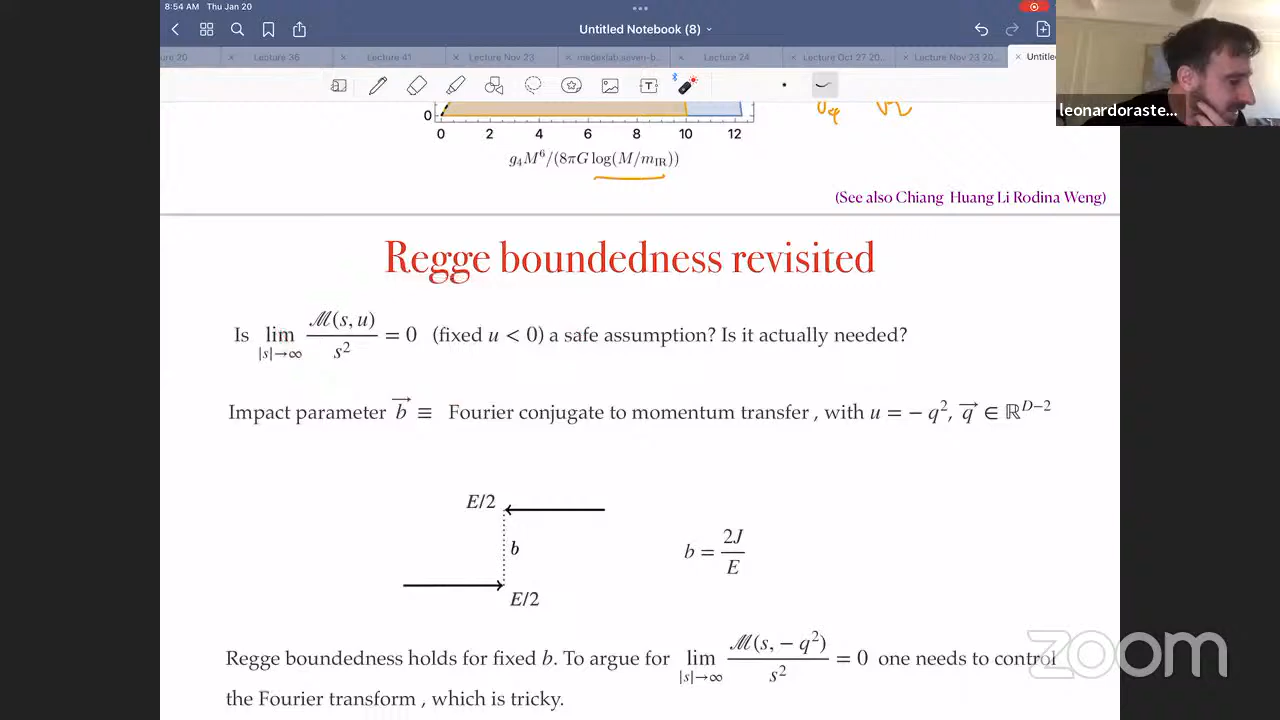 8:54 AM Thu Jan 20
Untitled Notebook (8)
Lecture 36
Lecture 41
Lecture Nov 23
medexlab.seven-b...
Lecture 24
Lecture Oct 27 20...
Lecture Nov 23 20...
leonardoraste...
0
0 2 4 6 8 10 12
g₄M⁶/(8πG log(M/m_IR))
(See also Chiang Huang Li Rodina Weng)
Regge boundedness revisited
Is lim_{|s|→∞} ℳ(s, u)/s² = 0 (fixed u < 0) a safe assumption? Is it actually needed?
Impact parameter b⃗ ≡ Fourier conjugate to momentum transfer , with u = − q², q⃗ ∈ ℝ^{D−2}
E/2
b
b = 2J/E
E/2
Regge boundedness holds for fixed b. To argue for lim_{|s|→∞} ℳ(s, − q²)/s² = 0 one needs to control
the Fourier transform , which is tricky.
zoom